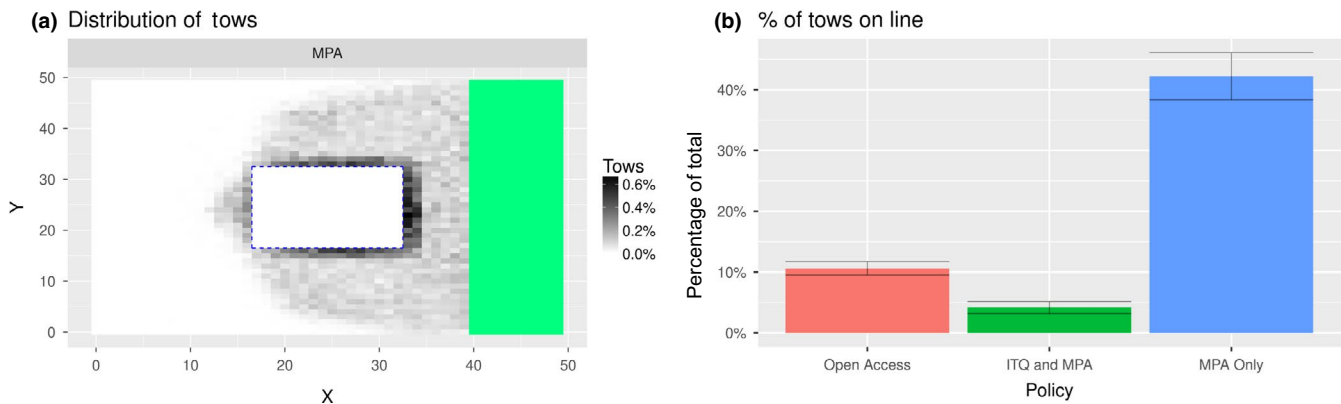 (a) Distribution of tows
MPA
50
40
30
20
10
0
Y
0 10 20 30 40 50
X
Tows
0.6%
0.4%
0.2%
0.0%
(b) % of tows on line
Percentage of total
40%
30%
20%
10%
0%
Open Access ITQ and MPA MPA Only
Policy